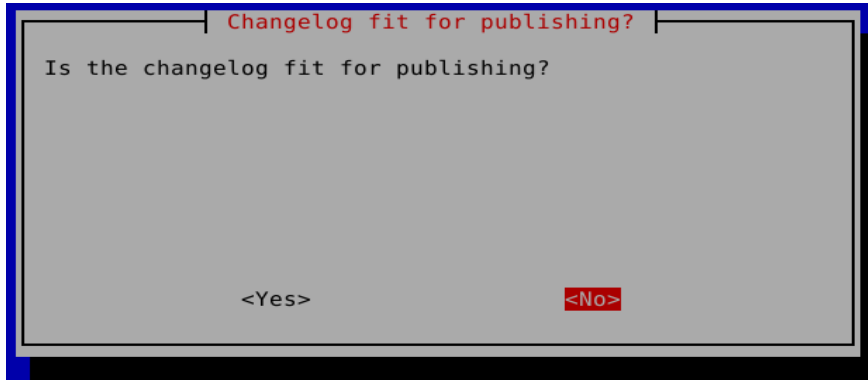 Changelog fit for publishing?
Is the changelog fit for publishing?
<Yes> <No>